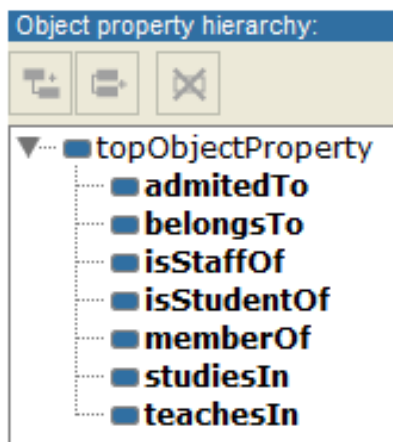 Object property hierarchy:
topObjectProperty
admitedTo
belongsTo
isStaffOf
isStudentOf
memberOf
studiesIn
teachesIn